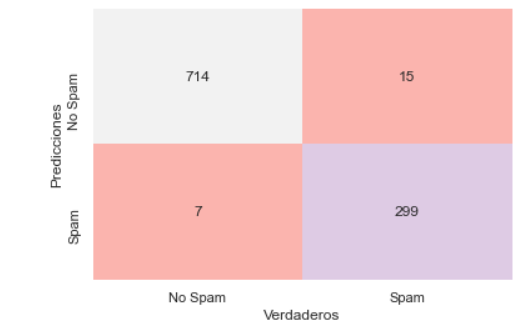 Predicciones
No Spam
714
15
Spam
7
299
No Spam
Spam
Verdaderos